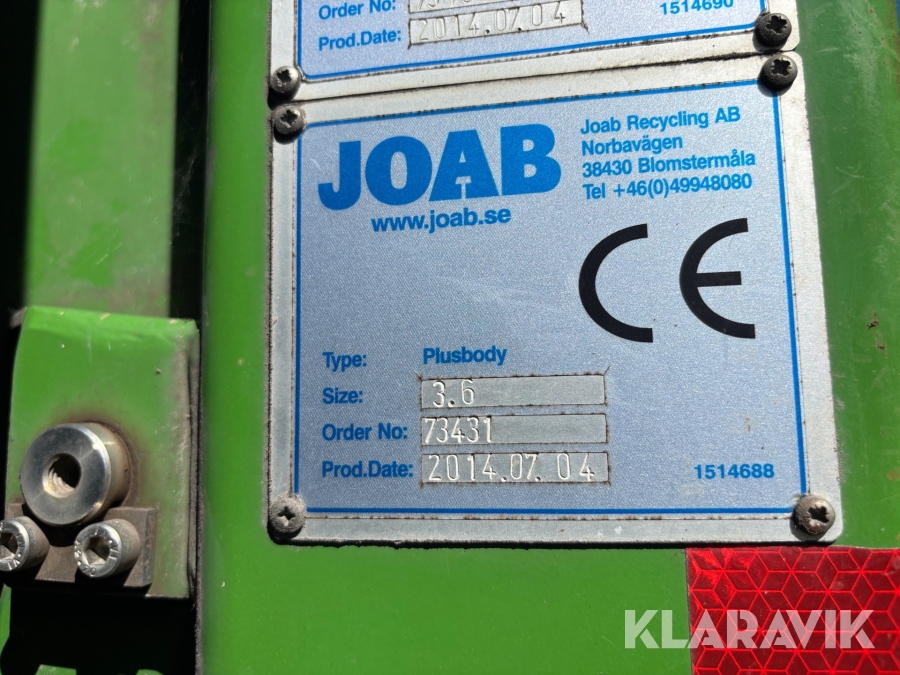 Order No:
1514690
Prod.Date: 2014.07.04
JOAB
www.joab.se
Joab Recycling AB
Norbavägen
38430 Blomstermåla
Tel +46(0)49948080
CE
Type: Plusbody
Size: 3.6
Order No: 73431
Prod.Date: 2014.07.04
1514688
KLARAVIK